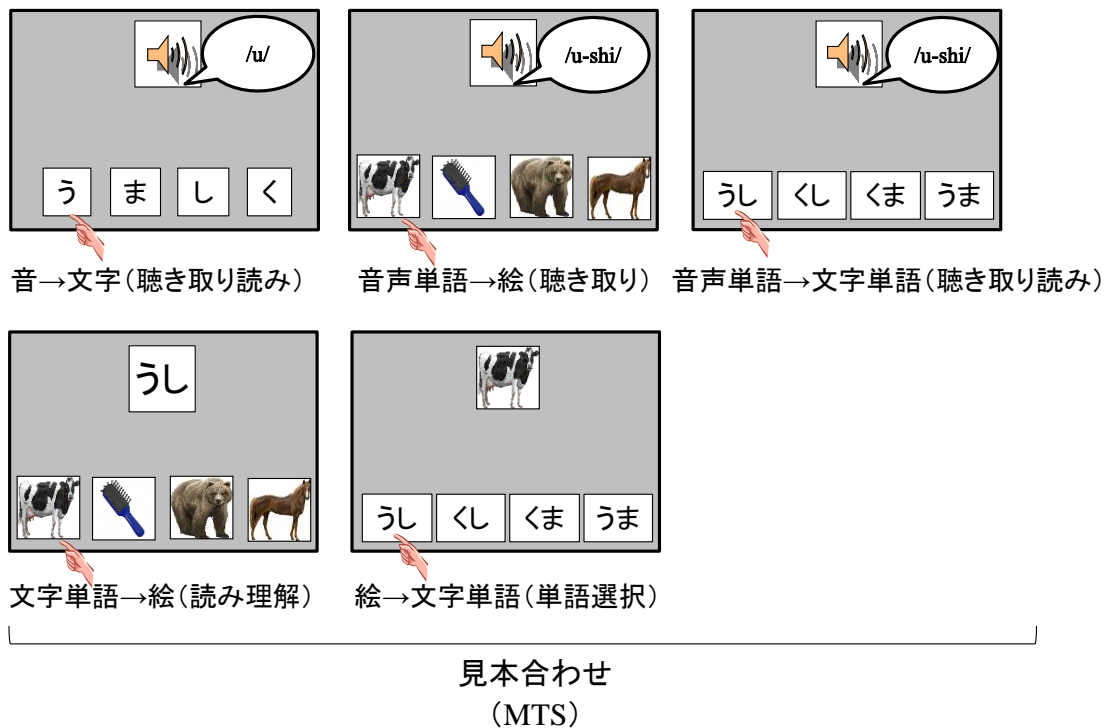 /u/
う ま し く
音→文字（聴き取り読み）
/u-shi/
音声単語→絵（聴き取り）
/u-shi/
うし くし くま うま
音声単語→文字単語（聴き取り読み）
うし
文字単語→絵（読み理解）
うし くし くま うま
絵→文字単語（単語選択）
見本合わせ
（MTS）